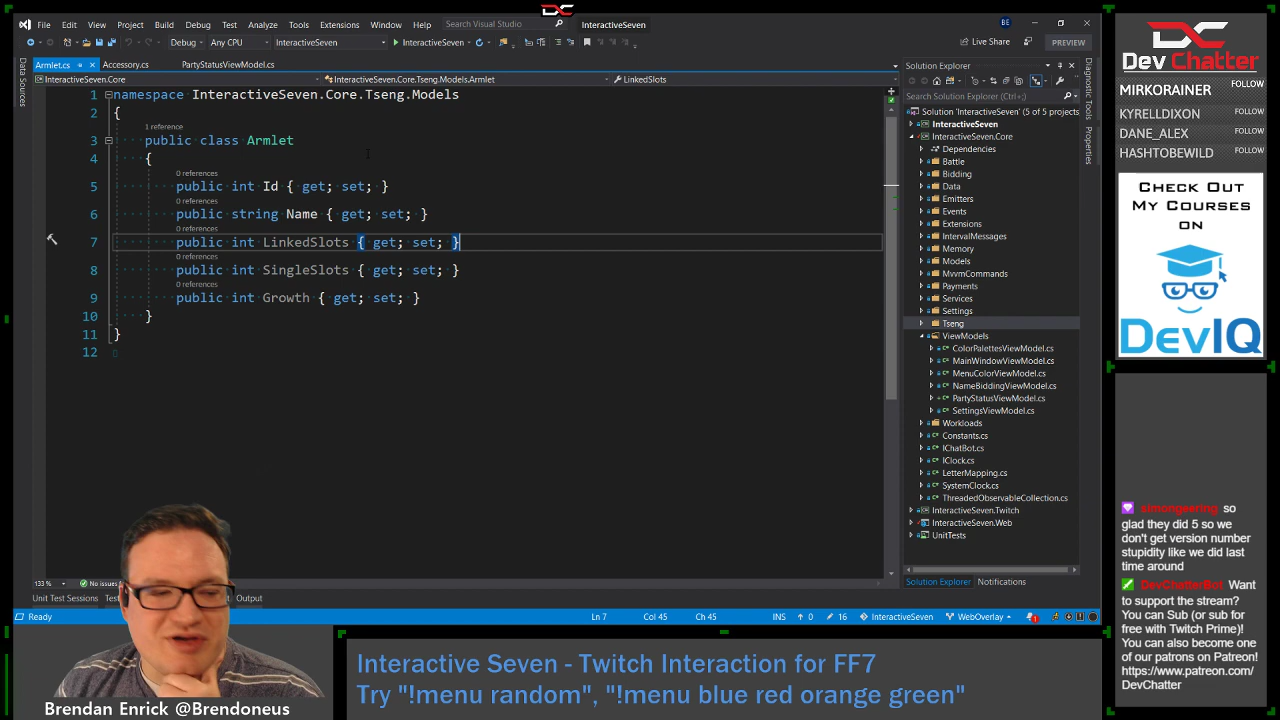 File Edit View Project Build Debug Test Analyze Tools Extensions Window Help Search Visual Studio InteractiveSeven BE
Debug Any CPU InteractiveSeven InteractiveSeven Live Share PREVIEW
Armlet.cs Accessory.cs PartyStatusViewModel.cs
InteractiveSeven.Core InteractiveSeven.Core.Tseng.Models.Armlet LinkedSlots
Data Sources
1 namespace InteractiveSeven.Core.Tseng.Models
2 {
1 reference
3 public class Armlet
4 {
0 references
5 public int Id { get; set; }
0 references
6 public string Name { get; set; }
0 references
7 public int LinkedSlots { get; set; }
0 references
8 public int SingleSlots { get; set; }
0 references
9 public int Growth { get; set; }
10 }
11 }
12
133 % No issues
Unit Test Sessions Output
Ready Ln 7 Col 45 Ch 45 INS 0 16 InteractiveSeven WebOverlay 1
Solution Explorer
Search Solution Explorer (Ctrl+;)
Solution 'InteractiveSeven' (5 of 5 projects
InteractiveSeven
InteractiveSeven.Core
Dependencies
Battle
Bidding
Data
Emitters
Events
Extensions
IntervalMessages
Memory
Models
MvvmCommands
Payments
Services
Settings
Tseng
ViewModels
ColorPalettesViewModel.cs
MainWindowViewModel.cs
MenuColorViewModel.cs
NameBiddingViewModel.cs
PartyStatusViewModel.cs
SettingsViewModel.cs
Workloads
Constants.cs
IChatBot.cs
IClock.cs
LetterMapping.cs
SystemClock.cs
ThreadedObservableCollection.cs
InteractiveSeven.Twitch
InteractiveSeven.Web
UnitTests
Solution Explorer Notifications
Diagnostic Tools
Properties
Dev Chatter
MIRKORAINER FOLLOW
KYRELLDIXON FOLLOW
DANE_ALEX FOLLOW
HASHTOBEWILD FOLLOW
CHECK OUT
MY COURSES
ON
DevIQ
simongeering so
glad they did 5 so we
don't get version number
stupidity like we did last
time around
DevChatterBot Want
to support the stream?
You can Sub (or sub for
free with Twitch Prime)!
You can also become one
of our patrons on Patreon!
https://www.patreon.com/
DevChatter
Brendan Enrick @Brendoneus
Interactive Seven - Twitch Interaction for FF7
Try "!menu random", "!menu blue red orange green"